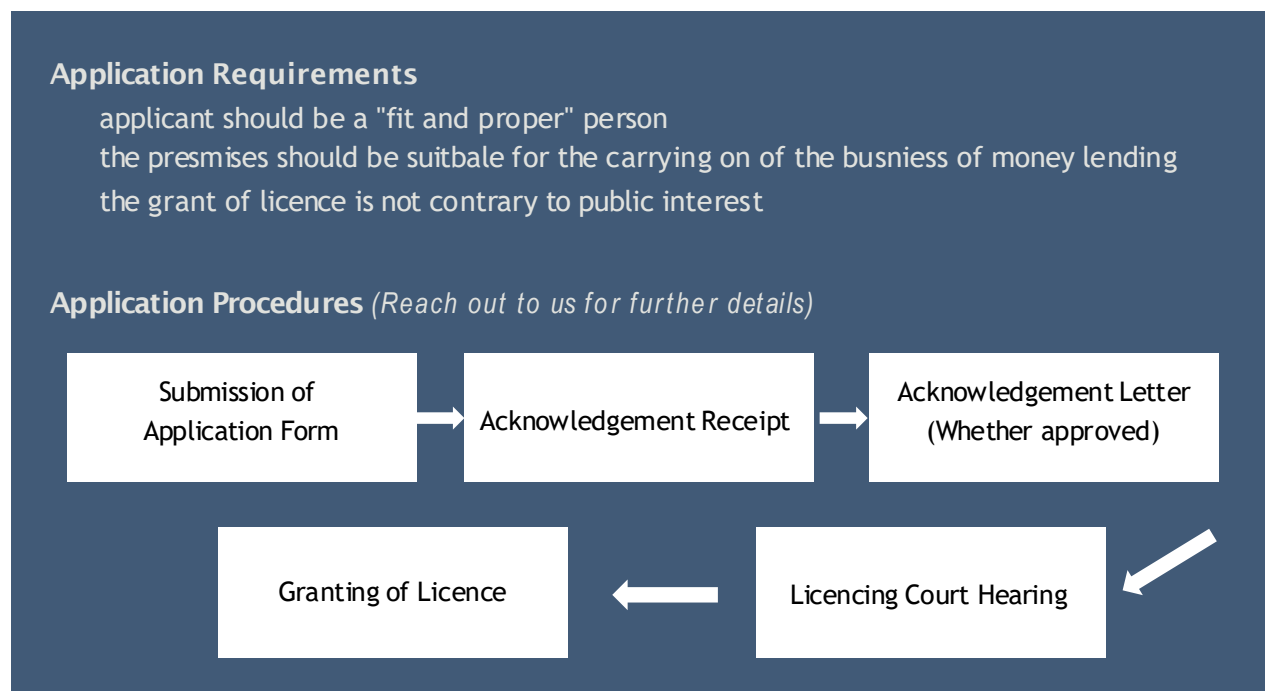 Application Requirements
applicant should be a "fit and proper" person
the presmises should be suitbale for the carrying on of the busniess of money lending
the grant of licence is not contrary to public interest
Application Procedures (Reach out to us for further details)
Submission of
Application Form
Acknowledgement Receipt
Acknowledgement Letter
(Whether approved)
Granting of Licence
Licencing Court Hearing